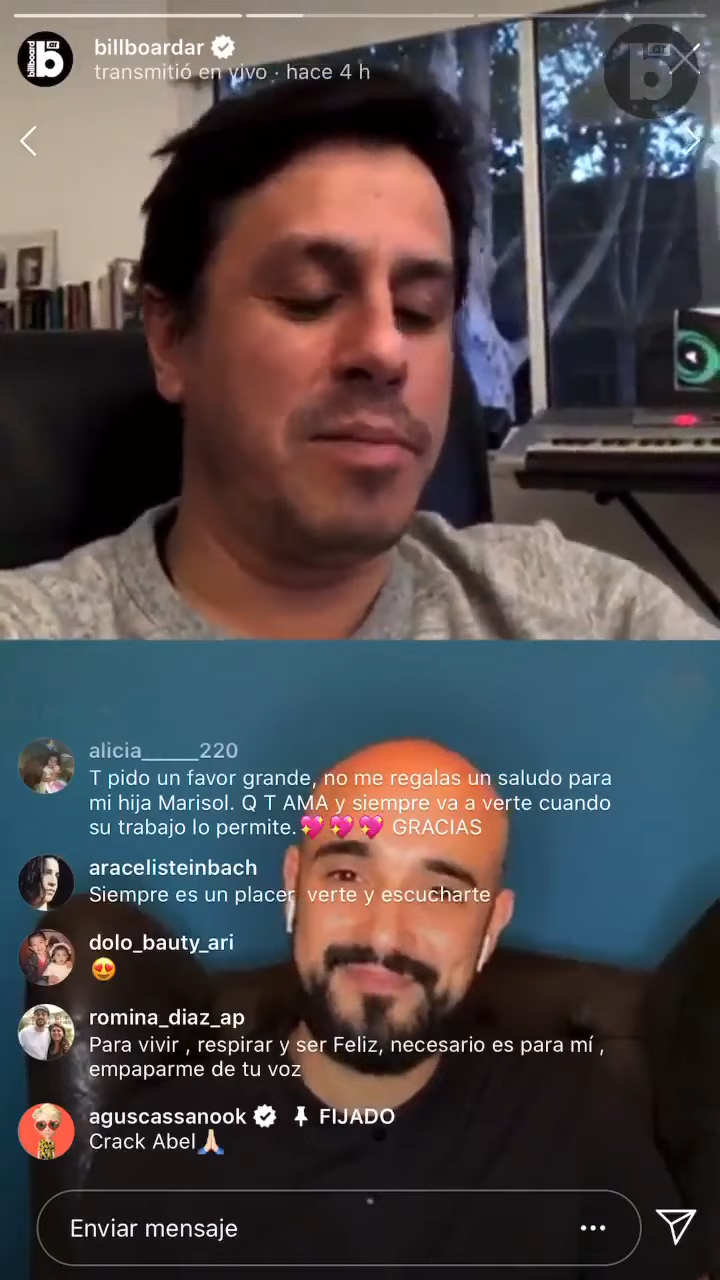 billboard
ar
b
billboardar
transmitió en vivo · hace 4 h
ar
b
alicia_____220
T pido un favor grande, no me regalas un saludo para
mi hija Marisol. Q T AMA y siempre va a verte cuando
su trabajo lo permite.💖💖💖 GRACIAS
aracelisteinbach
Siempre es un placer verte y escucharte
dolo_bauty_ari
😍
romina_diaz_ap
Para vivir , respirar y ser Feliz, necesario es para mí ,
empaparme de tu voz
aguscassanook FIJADO
Crack Abel🙏🏻
Enviar mensaje